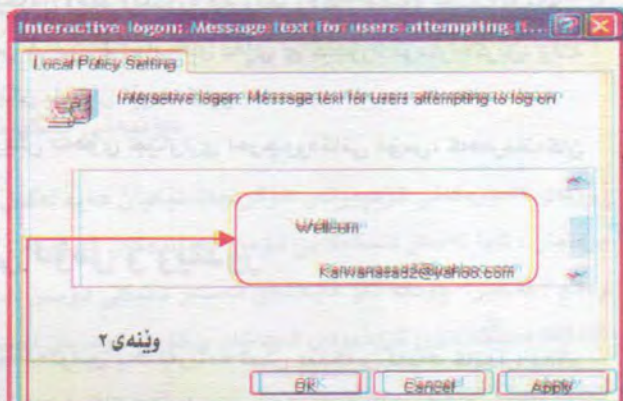 Interactive logon: Message text for users attempting t...
Local Policy Setting
Interactive logon: Message text for users attempting to log on
Wellcom
Karwanasad2@yahoo.com
وێنەی ٢
OK Cancel Apply